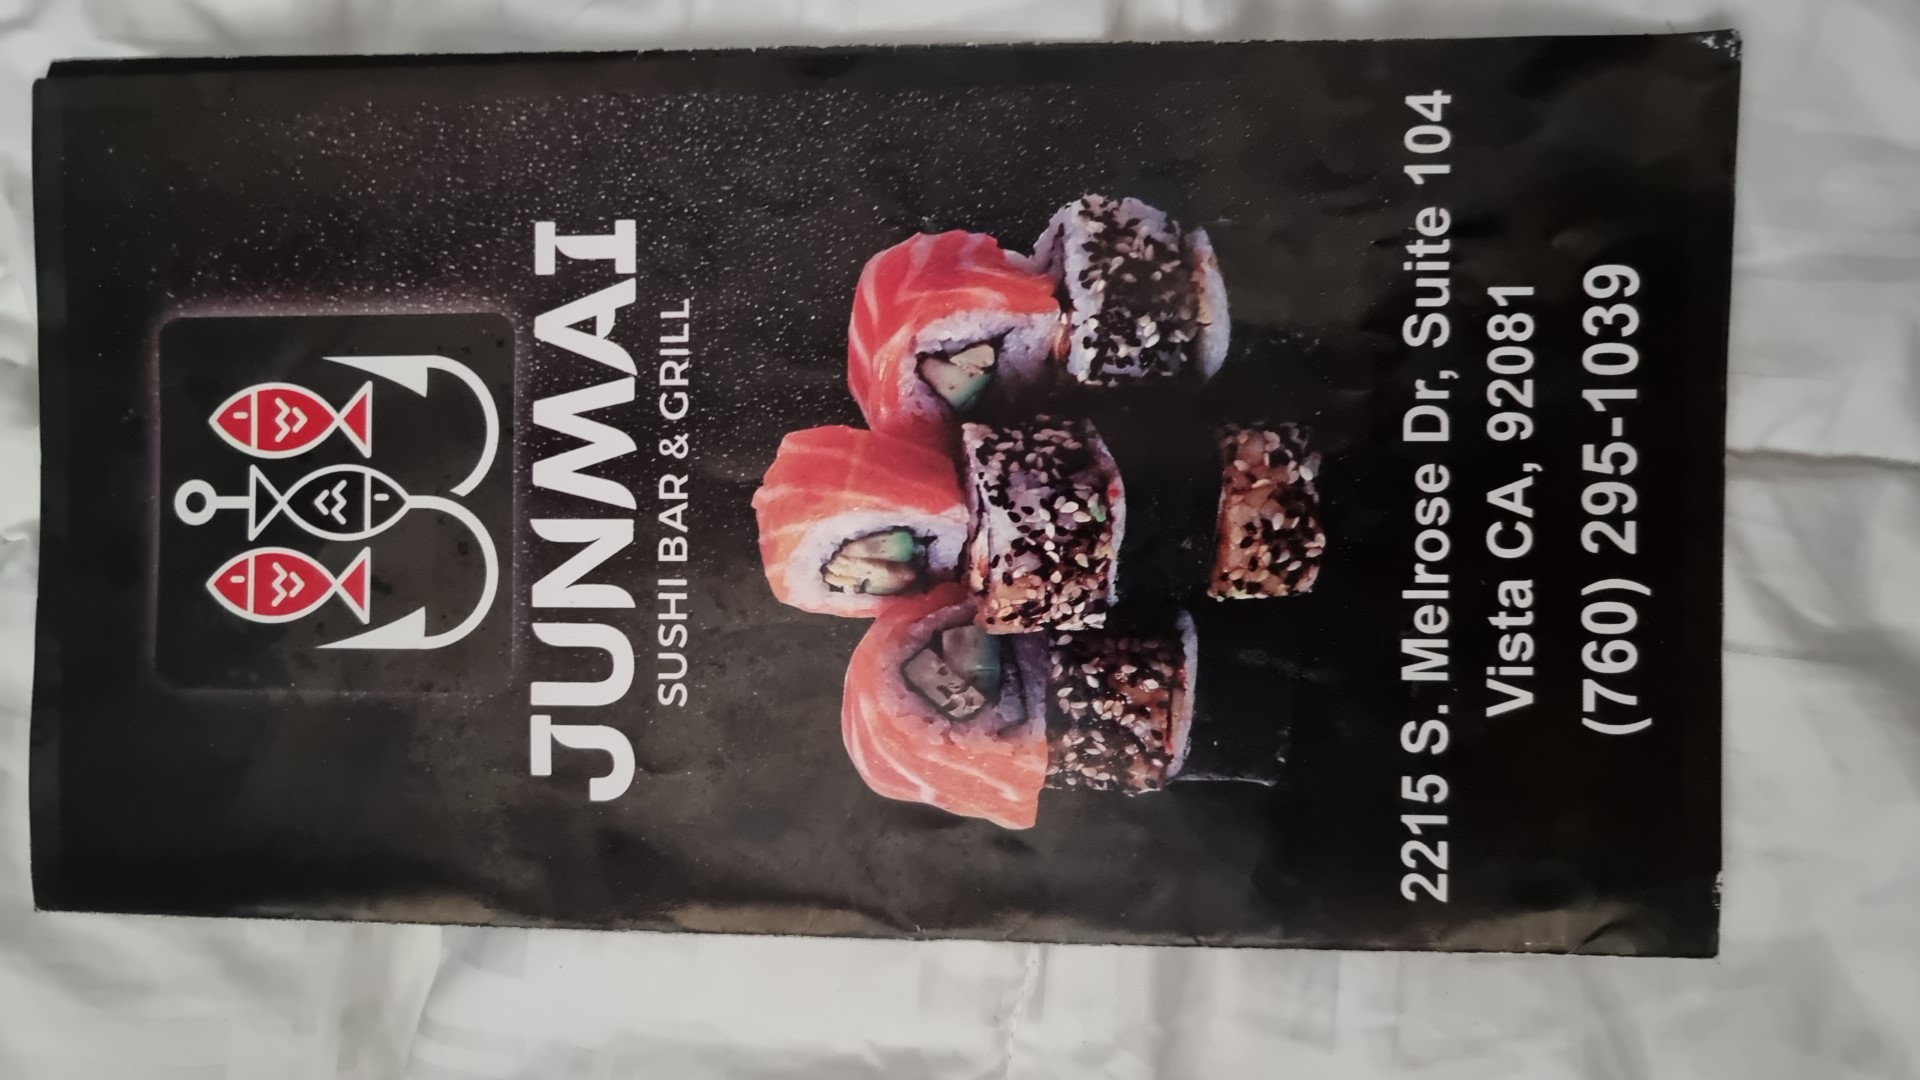 JUNMAI
SUSHI BAR & GRILL
2215 S. Melrose Dr, Suite 104
Vista CA, 92081
(760) 295-1039